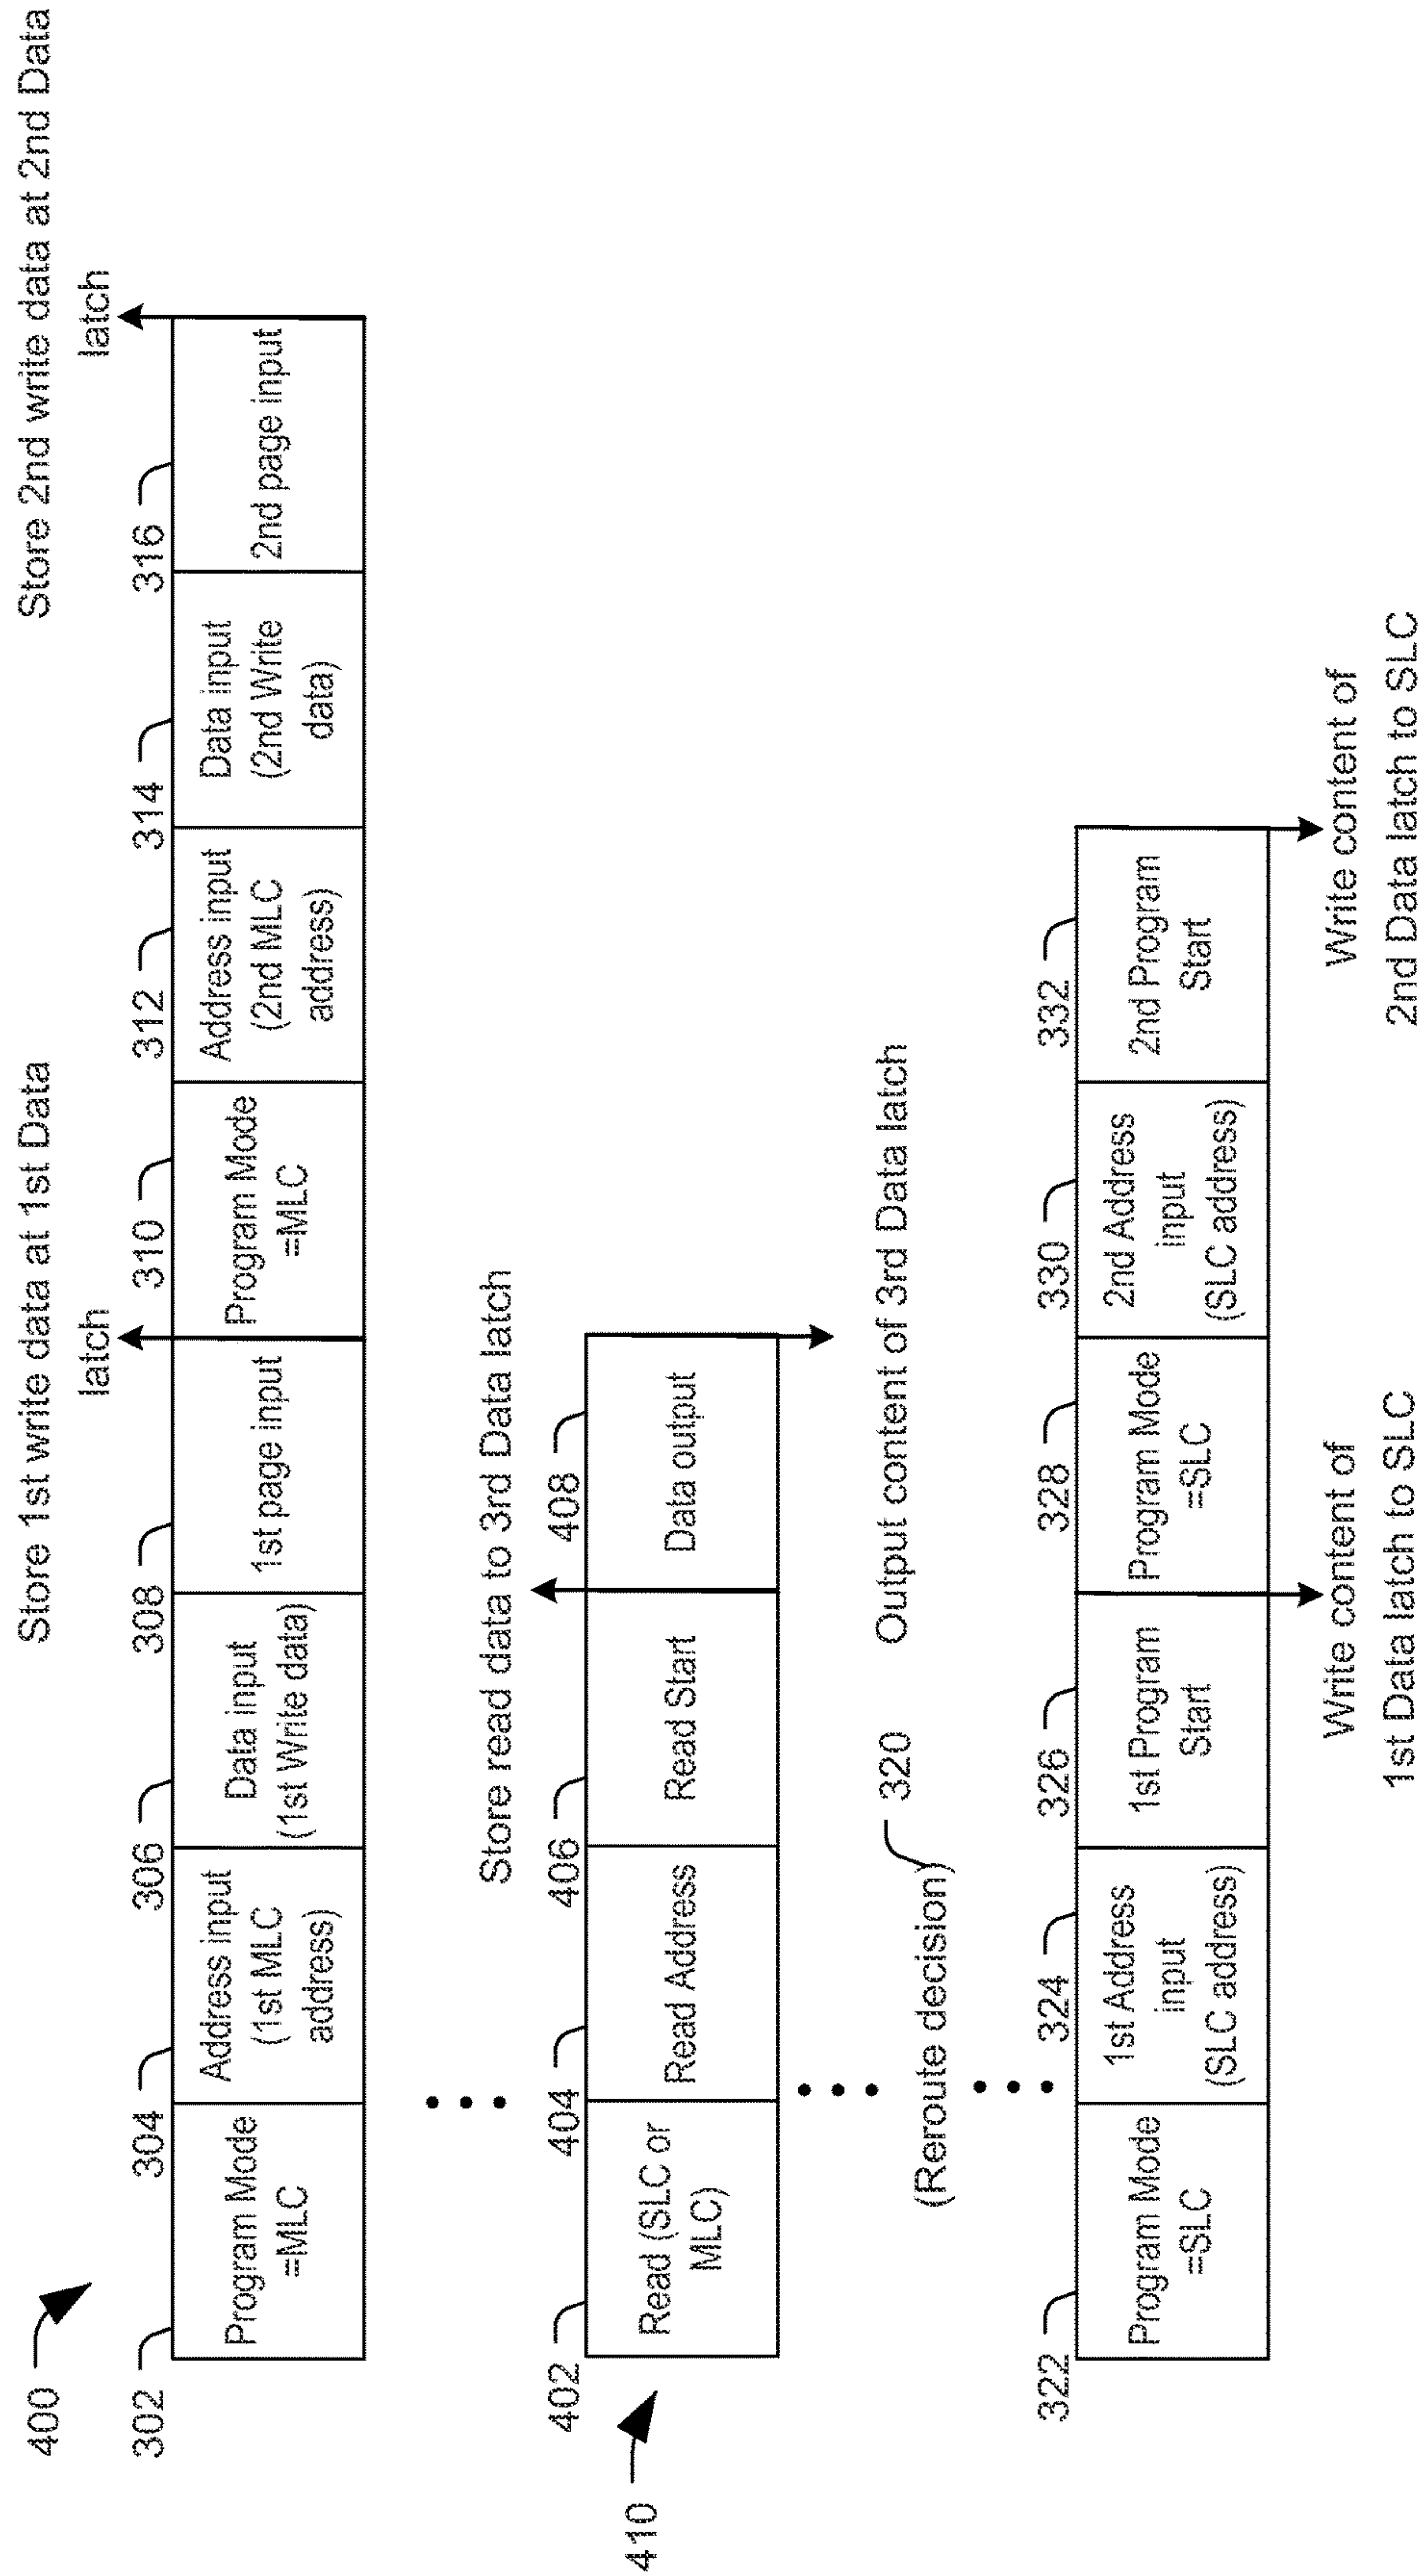 400
Store 1st write data at 1st Data
latch
Store 2nd write data at 2nd Data
latch
302
304
306
308
310
312
314
316
Program Mode
=MLC
Address input
(1st MLC
address)
Data input
(1st Write data)
1st page input
Program Mode
=MLC
Address input
(2nd MLC
address)
Data input
(2nd Write
data)
2nd page input
Store read data to 3rd Data latch
410
402
404
406
408
Read (SLC or
MLC)
Read Address
Read Start
Data output
Output content of 3rd Data latch
(Reroute decision)
320
322
324
326
328
330
332
Program Mode
=SLC
1st Address
input
(SLC address)
1st Program
Start
Program Mode
=SLC
2nd Address
input
(SLC address)
2nd Program
Start
Write content of
1st Data latch to SLC
Write content of
2nd Data latch to SLC